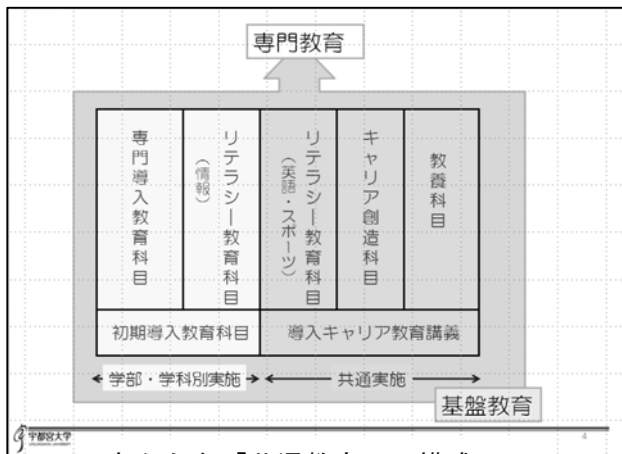 専門教育
専門導入教育科目
リテラシー教育科目
(情報)
リテラシー教育科目
(英語・スポーツ)
キャリア創造科目
教養科目
初期導入教育科目
導入キャリア教育講義
学部・学科別実施
共通実施
基盤教育
宇都宮大学
4